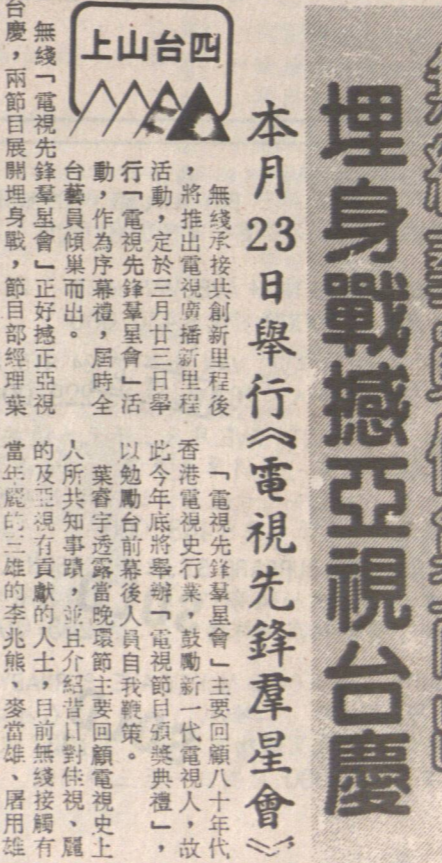 埋身戰撼亞視台慶
本月23日舉行《電視先鋒羣星會》
四台山上
無綫承接共創新里程後
，將推出電視廣播新里程
活動，定於三月廿三日舉
行「電視先鋒羣星會」活
動，作為序幕禮，屆時全
台藝員傾巢而出。
無綫「電視先鋒羣星會」正好撼正亞視
台慶，兩節目展開埋身戰，節目部經理葉
「電視先鋒羣星會」主要回顧八十年代
香港電視史行業，鼓勵新一代電視人，故
此今年底將舉辦「電視節目頒奬典禮」，
以勉勵台前幕後人員自我鞭策。
葉睿宇透露當晚環節主要回顧電視史上
人所共知事蹟，並且介紹昔日對佳視、麗
的及亞視有貢獻的人士，目前無綫接觸有
當年麗的三雄的李兆熊、麥當雄、屠用雄